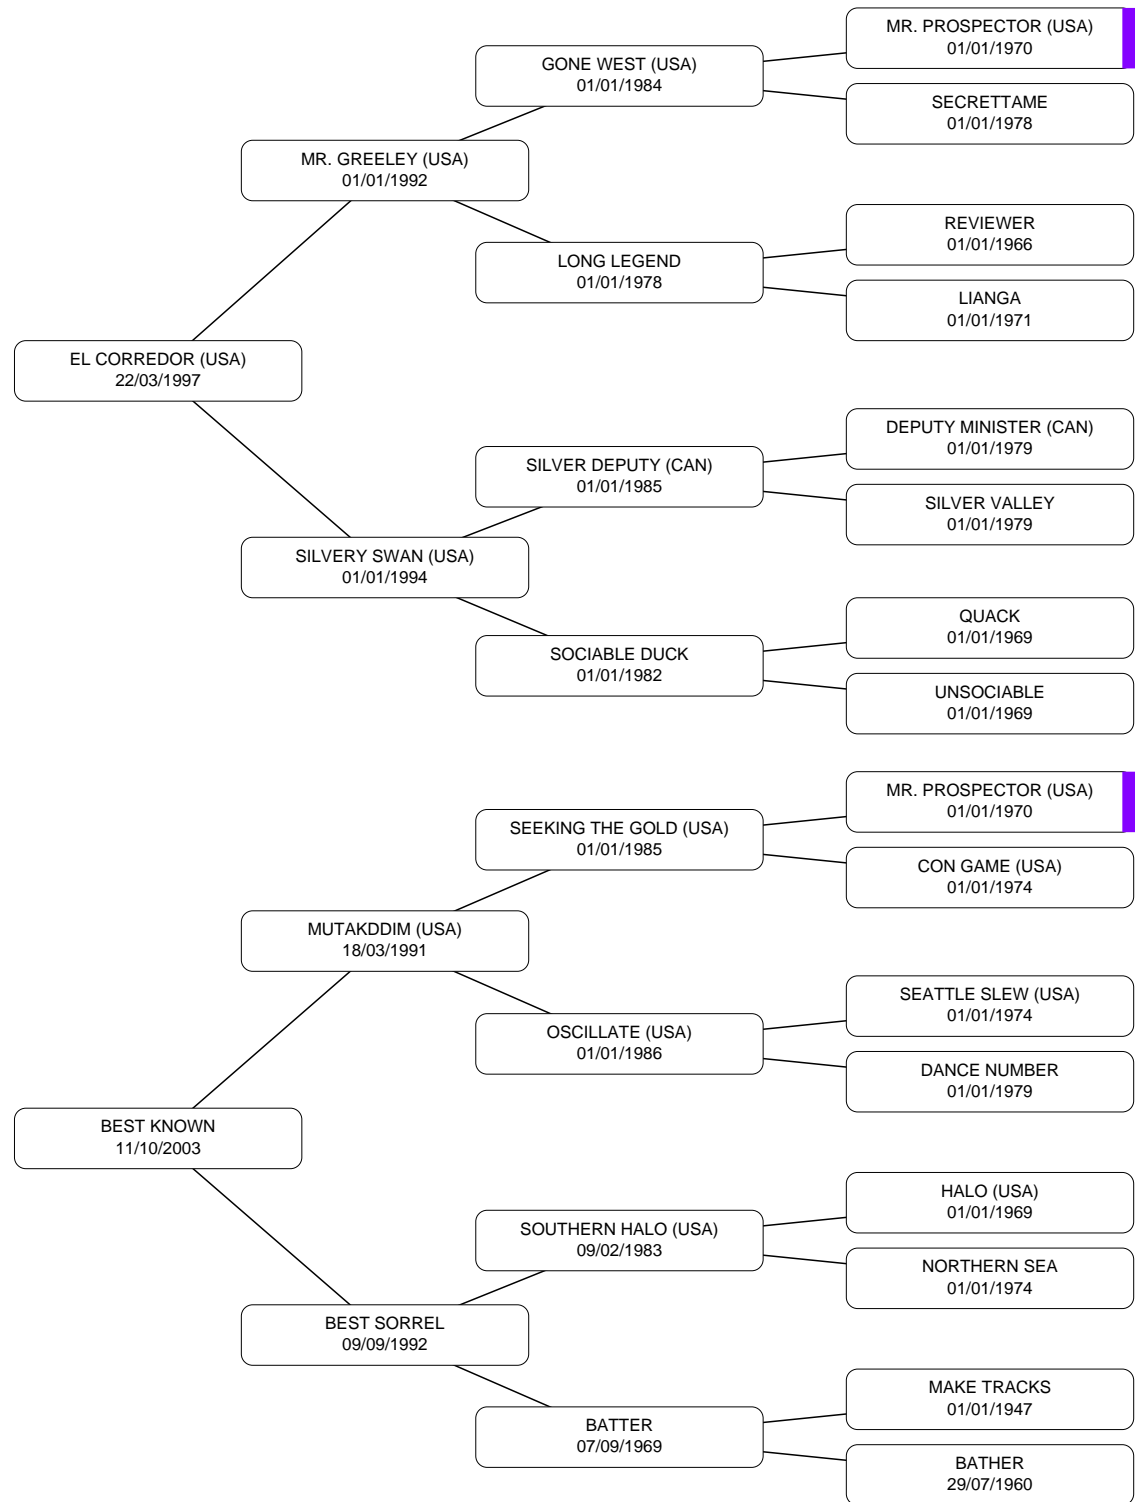 MR. PROSPECTOR (USA)
01/01/1970
GONE WEST (USA)
01/01/1984
SECRETTAME
01/01/1978
MR. GREELEY (USA)
01/01/1992
REVIEWER
01/01/1966
LONG LEGEND
01/01/1978
LIANGA
01/01/1971
EL CORREDOR (USA)
22/03/1997
DEPUTY MINISTER (CAN)
01/01/1979
SILVER DEPUTY (CAN)
01/01/1985
SILVER VALLEY
01/01/1979
SILVERY SWAN (USA)
01/01/1994
QUACK
01/01/1969
SOCIABLE DUCK
01/01/1982
UNSOCIABLE
01/01/1969
MR. PROSPECTOR (USA)
01/01/1970
SEEKING THE GOLD (USA)
01/01/1985
CON GAME (USA)
01/01/1974
MUTAKDDIM (USA)
18/03/1991
SEATTLE SLEW (USA)
01/01/1974
OSCILLATE (USA)
01/01/1986
DANCE NUMBER
01/01/1979
BEST KNOWN
11/10/2003
HALO (USA)
01/01/1969
SOUTHERN HALO (USA)
09/02/1983
NORTHERN SEA
01/01/1974
BEST SORREL
09/09/1992
MAKE TRACKS
01/01/1947
BATTER
07/09/1969
BATHER
29/07/1960